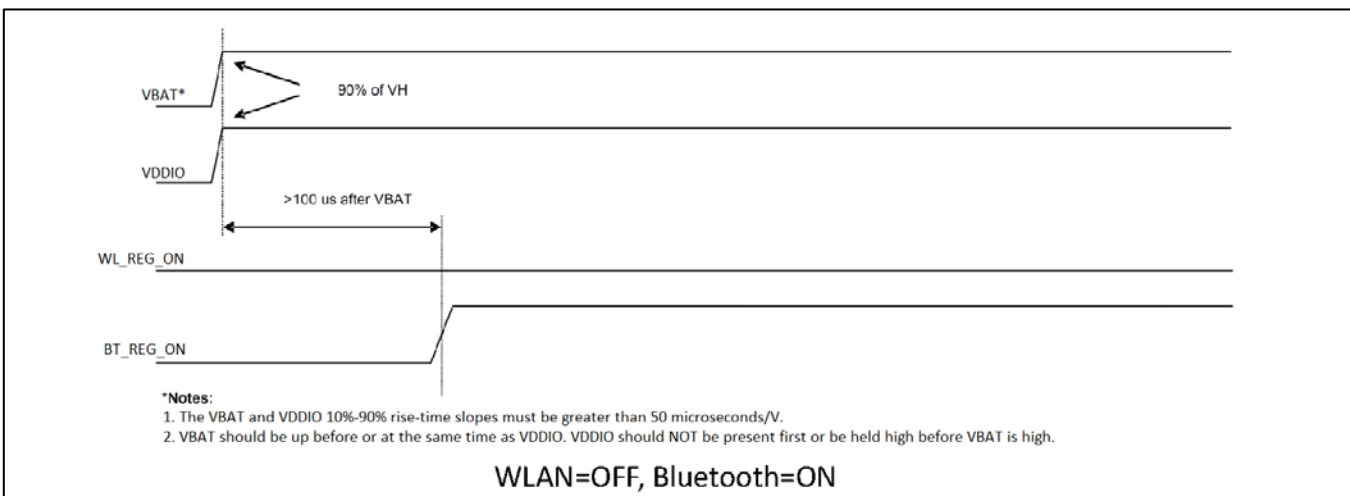 VBAT*
90% of VH
VDDIO
>100 us after VBAT
WL_REG_ON
BT_REG_ON
*Notes:
1. The VBAT and VDDIO 10%-90% rise-time slopes must be greater than 50 microseconds/V.
2. VBAT should be up before or at the same time as VDDIO. VDDIO should NOT be present first or be held high before VBAT is high.
WLAN=OFF, Bluetooth=ON